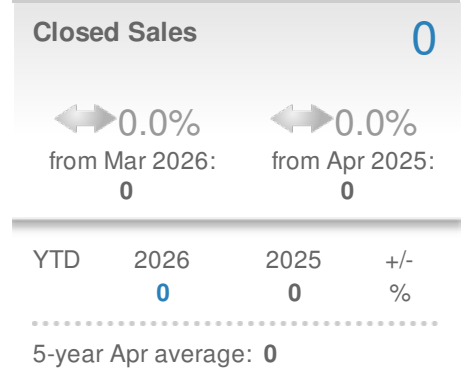 Closed Sales 0
0.0% 0.0%
from Mar 2026: from Apr 2025:
0 0
YTD 2026 2025 +/-
0 0 %
5-year Apr average: 0